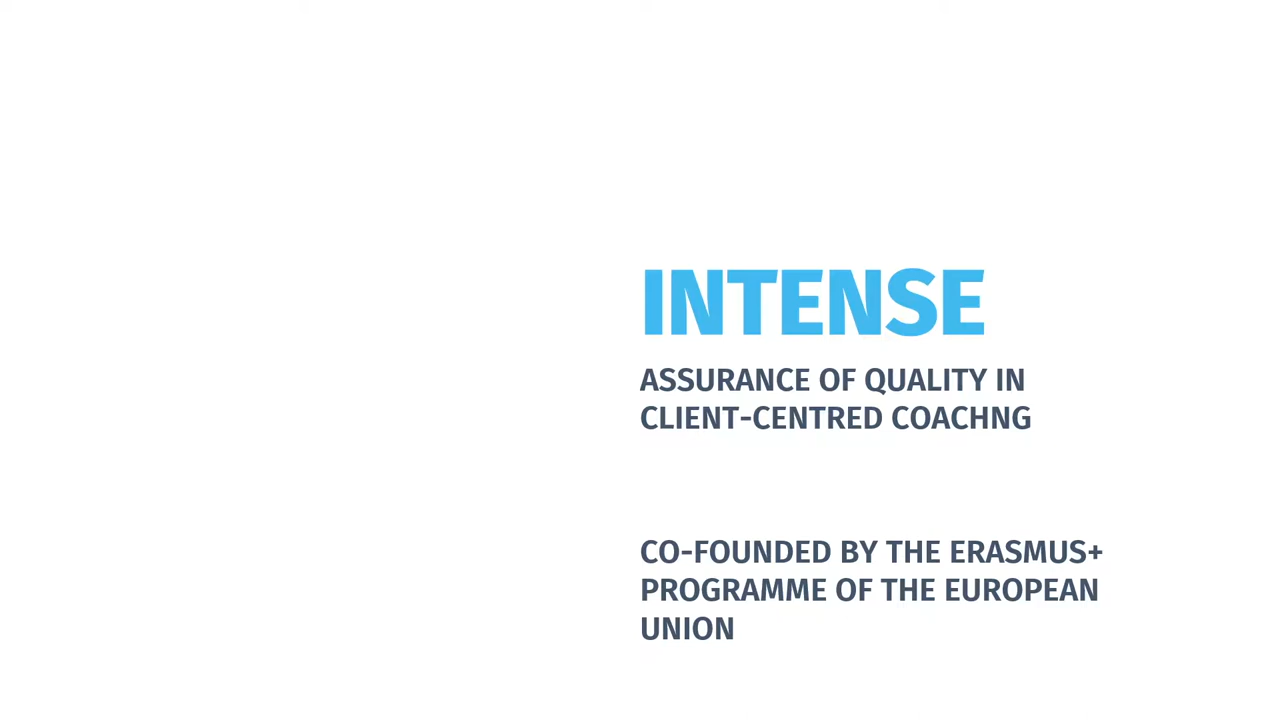 INTENSE
ASSURANCE OF QUALITY IN
CLIENT-CENTRED COACHNG
CO-FOUNDED BY THE ERASMUS+
PROGRAMME OF THE EUROPEAN
UNION